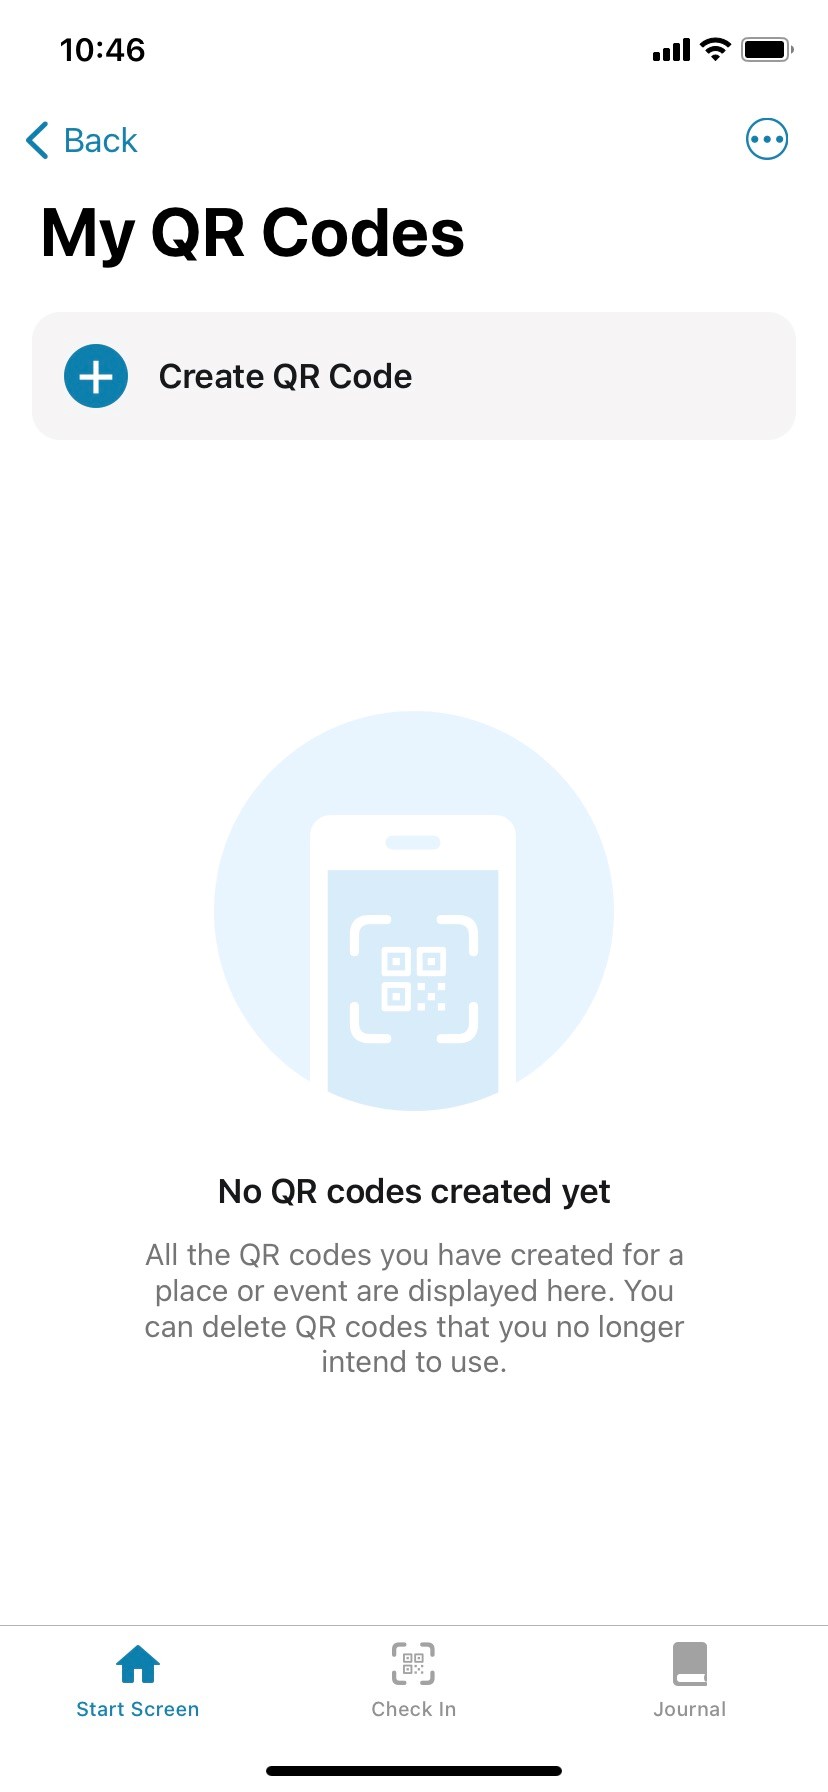 10:46
Back
My QR Codes
Create QR Code
No QR codes created yet
All the QR codes you have created for a
place or event are displayed here. You
can delete QR codes that you no longer
intend to use.
Start Screen
Check In
Journal